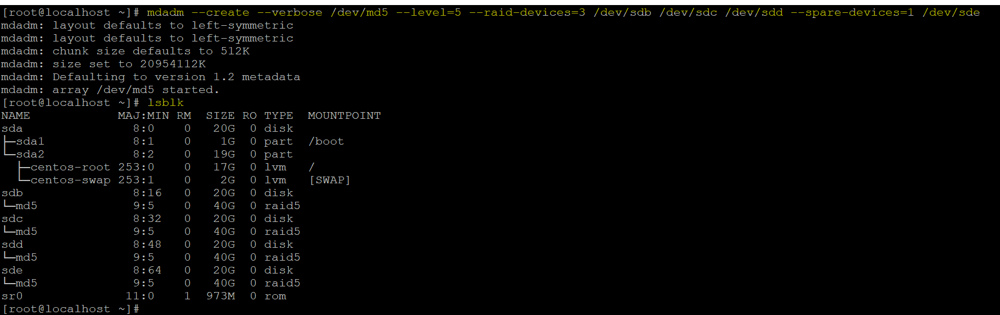 [root@localhost ~]# mdadm --create --verbose /dev/md5 --level=5 --raid-devices=3 /dev/sdb /dev/sdc /dev/sdd --spare-devices=1 /dev/sde
mdadm: layout defaults to left-symmetric
mdadm: layout defaults to left-symmetric
mdadm: chunk size defaults to 512K
mdadm: size set to 20954112K
mdadm: Defaulting to version 1.2 metadata
mdadm: array /dev/md5 started.
[root@localhost ~]# lsblk
NAME            MAJ:MIN RM   SIZE RO TYPE  MOUNTPOINT
sda               8:0    0    20G  0 disk
├─sda1            8:1    0     1G  0 part  /boot
└─sda2            8:2    0    19G  0 part
  ├─centos-root 253:0    0    17G  0 lvm   /
  └─centos-swap 253:1    0     2G  0 lvm   [SWAP]
sdb               8:16   0    20G  0 disk
└─md5             9:5    0    40G  0 raid5
sdc               8:32   0    20G  0 disk
└─md5             9:5    0    40G  0 raid5
sdd               8:48   0    20G  0 disk
└─md5             9:5    0    40G  0 raid5
sde               8:64   0    20G  0 disk
└─md5             9:5    0    40G  0 raid5
sr0              11:0    1   973M  0 rom
[root@localhost ~]#